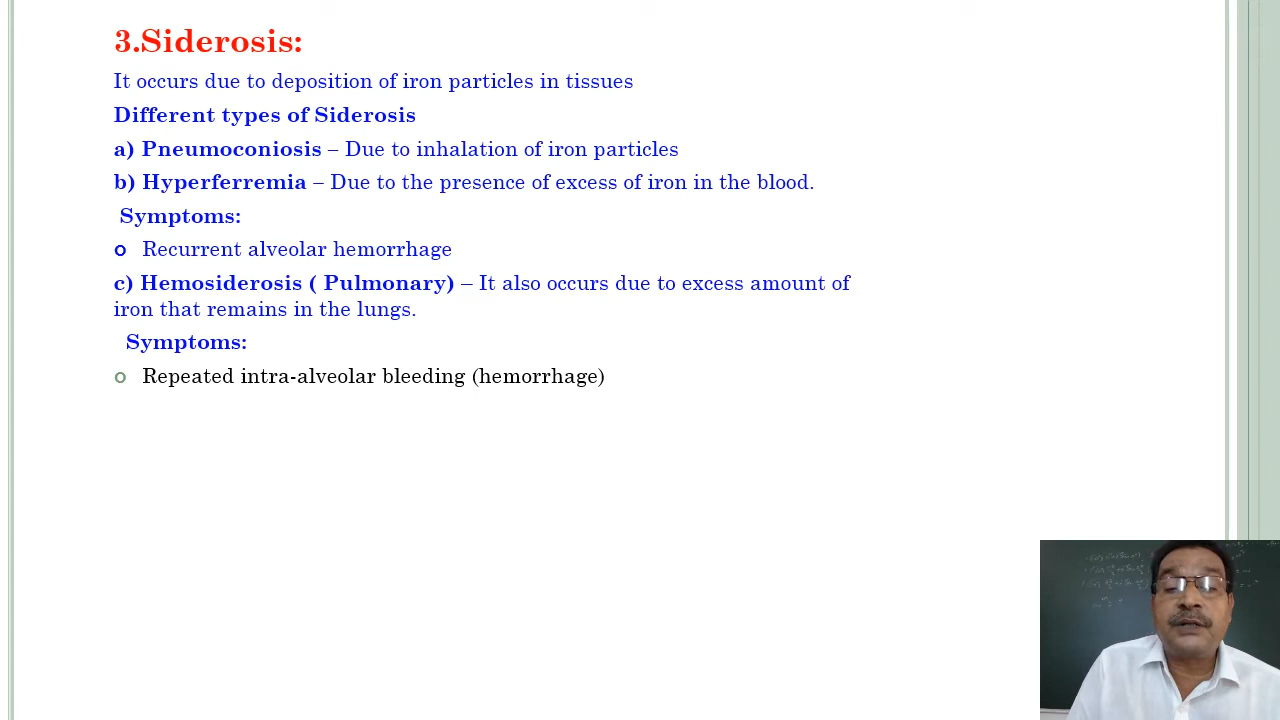 3.Siderosis:
It occurs due to deposition of iron particles in tissues
Different types of Siderosis
a) Pneumoconiosis – Due to inhalation of iron particles
b) Hyperferremia – Due to the presence of excess of iron in the blood.
Symptoms:
o Recurrent alveolar hemorrhage
c) Hemosiderosis ( Pulmonary) – It also occurs due to excess amount of
iron that remains in the lungs.
Symptoms:
o Repeated intra-alveolar bleeding (hemorrhage)